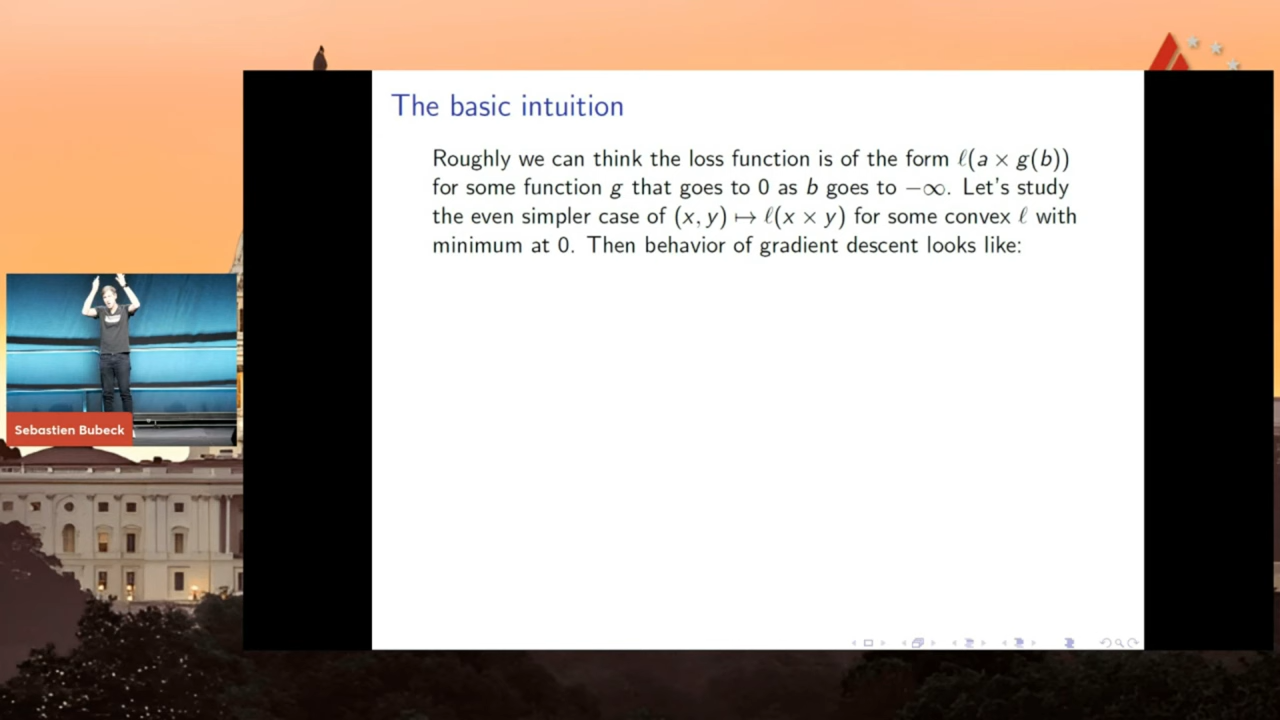 The basic intuition
Roughly we can think the loss function is of the form ℓ(a × g(b))
for some function g that goes to 0 as b goes to −∞. Let's study
the even simpler case of (x, y) ↦ ℓ(x × y) for some convex ℓ with
minimum at 0. Then behavior of gradient descent looks like:
Sebastien Bubeck